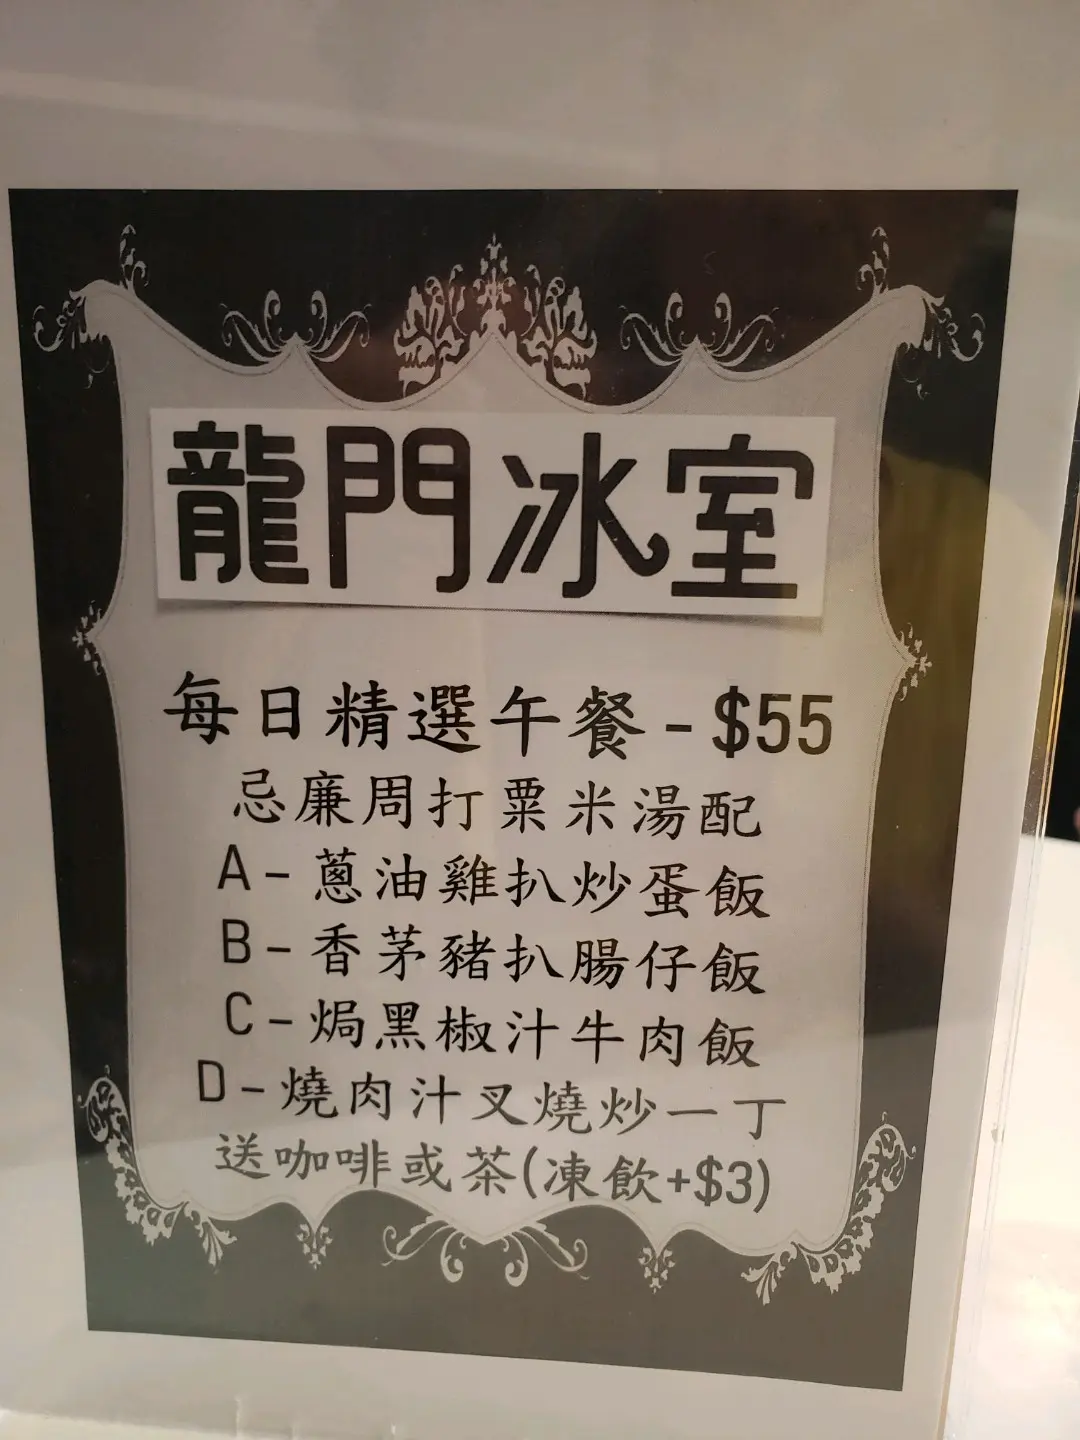 龍門冰室
每日精選午餐-$55
忌廉周打粟米湯配
A-蔥油雞扒炒蛋飯
B-香茅豬扒腸仔飯
C-焗黑椒汁牛肉飯
D-燒肉汁叉燒炒一丁
送咖啡或茶(凍飲+$3)